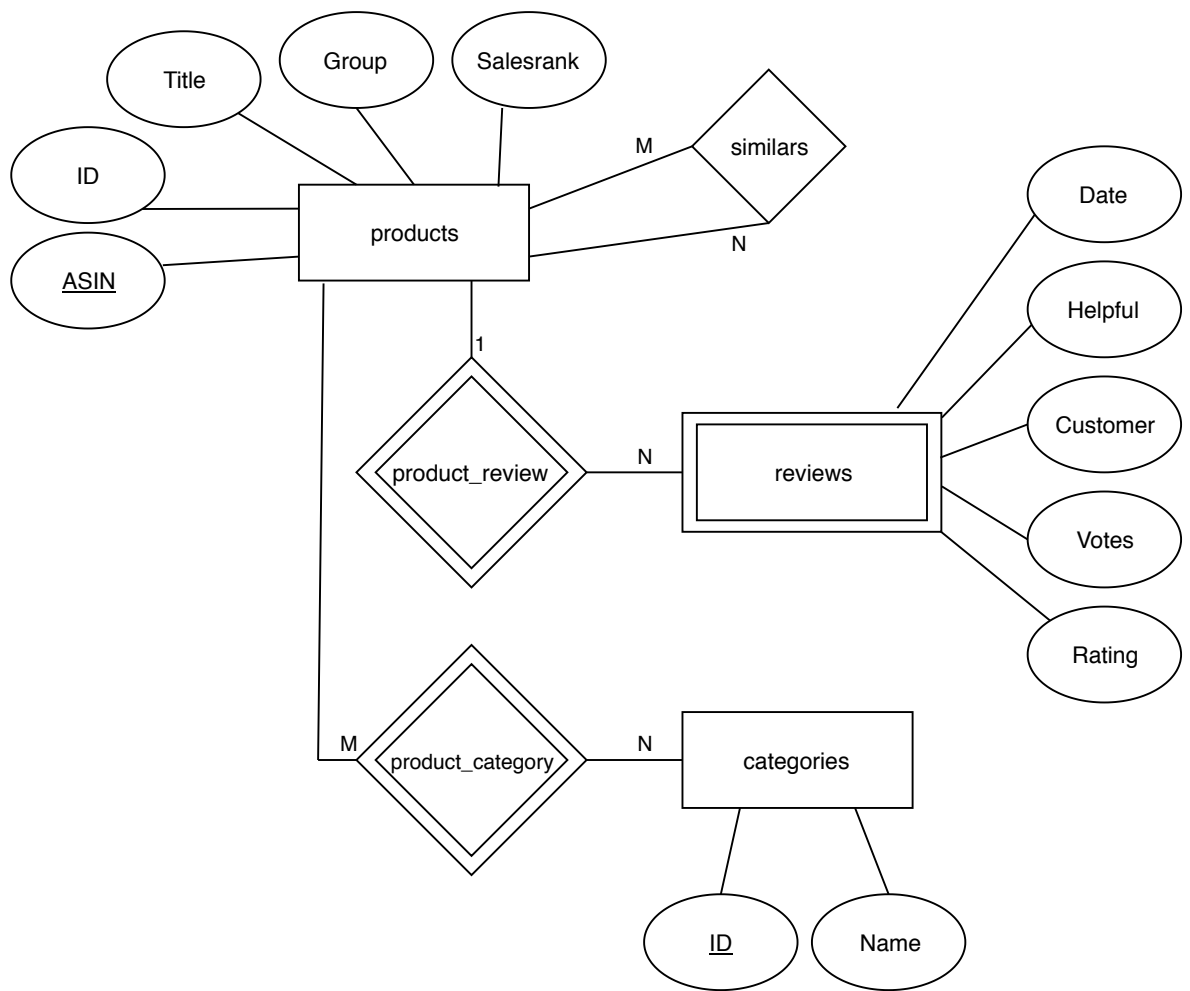 Title
Group
Salesrank
ID
ASIN
products
M
similars
N
Date
Helpful
Customer
Votes
Rating
1
product_review
N
reviews
M
product_category
N
categories
ID
Name